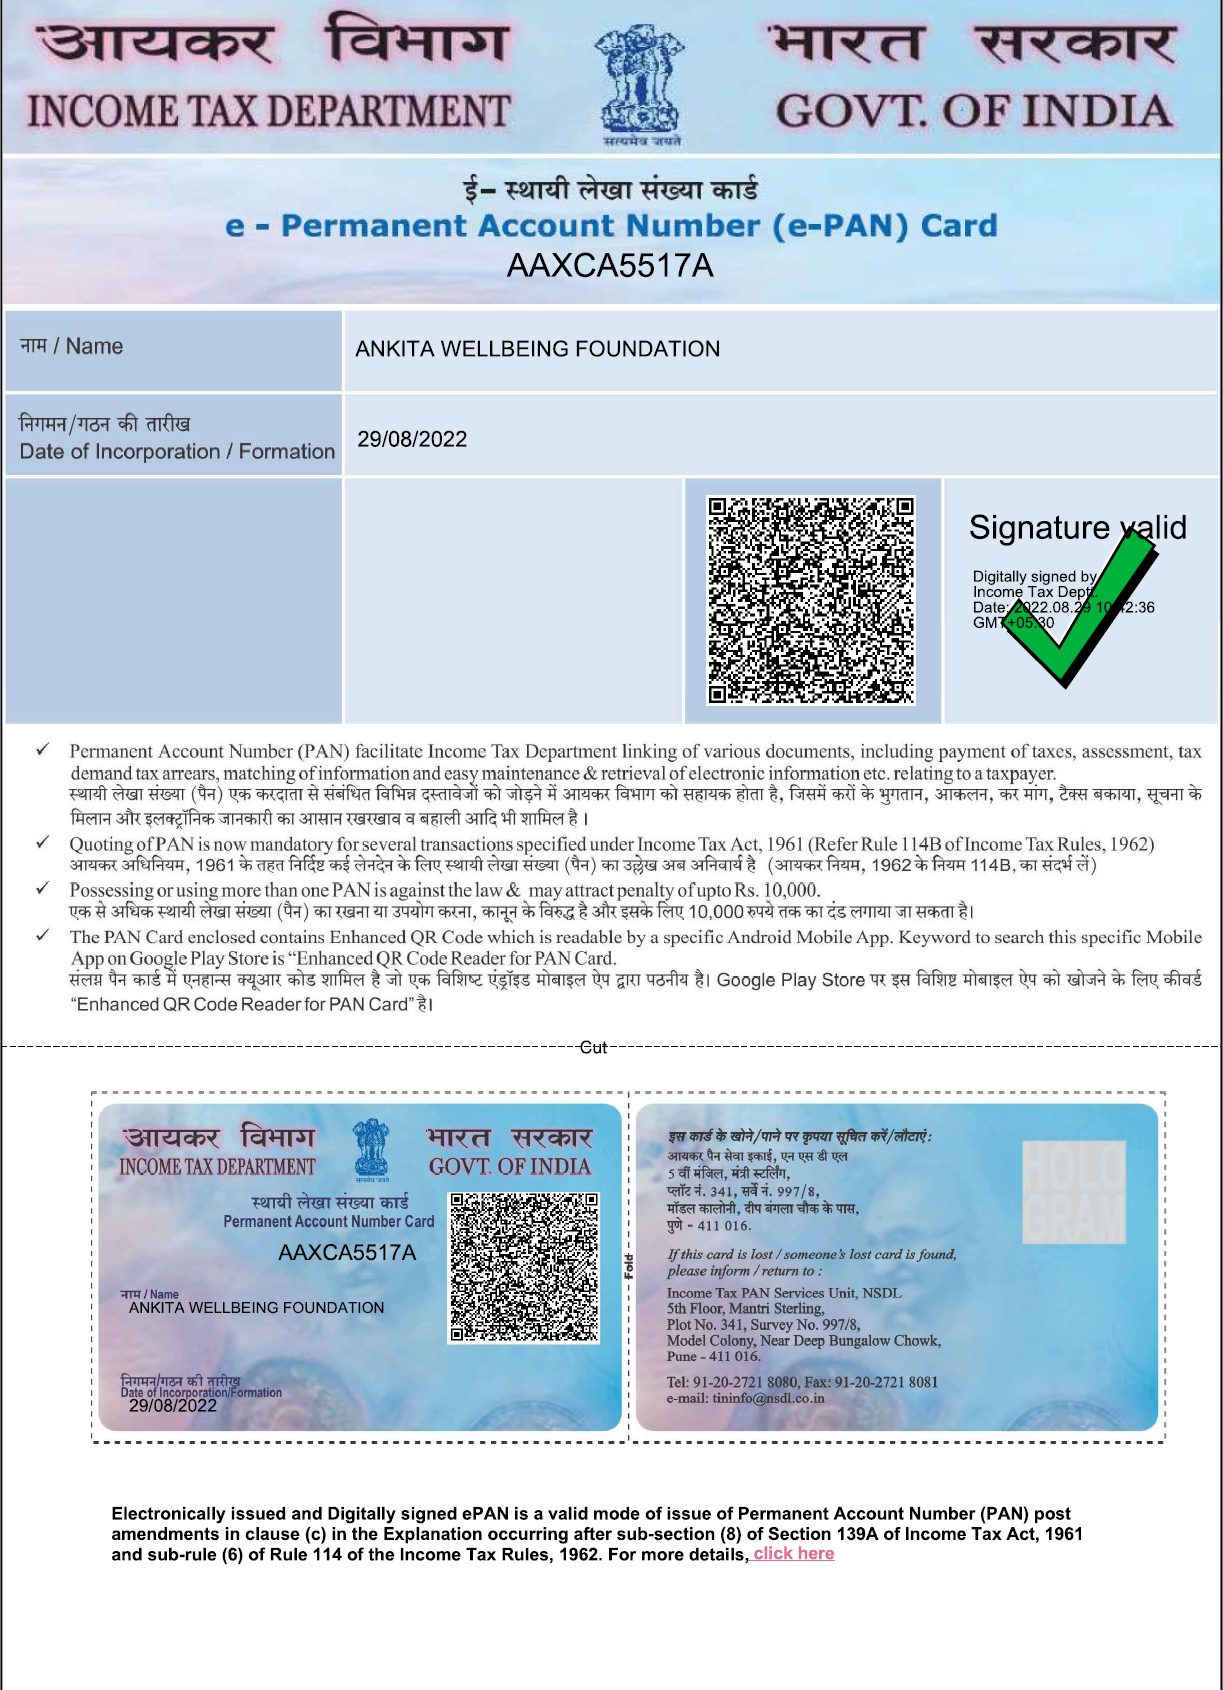 आयकर विभाग भारत सरकार
INCOME TAX DEPARTMENT GOVT. OF INDIA
सत्यमेव जयते
ई– स्थायी लेखा संख्या कार्ड
e - Permanent Account Number (e-PAN) Card
AAXCA5517A
नाम / Name
ANKITA WELLBEING FOUNDATION
निगमन/गठन की तारीख
Date of Incorporation / Formation
29/08/2022
Signature valid
Digitally signed by
Income Tax Deptt.
Date: 2022.08.29 10:42:36
GMT+05:30
✓ Permanent Account Number (PAN) facilitate Income Tax Department linking of various documents, including payment of taxes, assessment, tax
demand tax arrears, matching of information and easy maintenance & retrieval of electronic information etc. relating to a taxpayer.
स्थायी लेखा संख्या (पैन) एक करदाता से संबंधित विभिन्न दस्तावेजों को जोड़ने में आयकर विभाग को सहायक होता है, जिसमें करों के भुगतान, आकलन, कर मांग, टैक्स बकाया, सूचना के
मिलान और इलक्ट्रॉनिक जानकारी का आसान रखरखाव व बहाली आदि भी शामिल है ।
✓ Quoting of PAN is now mandatory for several transactions specified under Income Tax Act, 1961 (Refer Rule 114B of Income Tax Rules, 1962)
आयकर अधिनियम, 1961 के तहत निर्दिष्ट कई लेनदेन के लिए स्थायी लेखा संख्या (पैन) का उल्लेख अब अनिवार्य है (आयकर नियम, 1962 के नियम 114B, का संदर्भ लें)
✓ Possessing or using more than one PAN is against the law & may attract penalty of upto Rs. 10,000.
एक से अधिक स्थायी लेखा संख्या (पैन) का रखना या उपयोग करना, कानून के विरुद्ध है और इसके लिए 10,000 रुपये तक का दंड लगाया जा सकता है।
✓ The PAN Card enclosed contains Enhanced QR Code which is readable by a specific Android Mobile App. Keyword to search this specific Mobile
App on Google Play Store is “Enhanced QR Code Reader for PAN Card.
संलग्न पैन कार्ड में एनहान्स क्यूआर कोड शामिल है जो एक विशिष्ट एंड्रॉइड मोबाइल ऐप द्वारा पठनीय है। Google Play Store पर इस विशिष्ट मोबाइल ऐप को खोजने के लिए कीवर्ड
“Enhanced QR Code Reader for PAN Card” है।
Cut
आयकर विभाग भारत सरकार
INCOME TAX DEPARTMENT GOVT. OF INDIA
सत्यमेव जयते
स्थायी लेखा संख्या कार्ड
Permanent Account Number Card
AAXCA5517A
नाम / Name
ANKITA WELLBEING FOUNDATION
निगमन/गठन की तारीख
Date of Incorporation/Formation
29/08/2022
Fold
इस कार्ड के खोने/पाने पर कृपया सूचित करें/लौटाएं:
आयकर पैन सेवा इकाई, एन एस डी एल
5 वीं मंजिल, मंत्री स्टर्लिंग,
प्लॉट नं. 341, सर्वे नं. 997/8,
मॉडल कालोनी, दीप बंगला चौक के पास,
पुणे - 411 016.
HOLO
GRAM
If this card is lost / someone's lost card is found,
please inform / return to :
Income Tax PAN Services Unit, NSDL
5th Floor, Mantri Sterling,
Plot No. 341, Survey No. 997/8,
Model Colony, Near Deep Bungalow Chowk,
Pune - 411 016.
Tel: 91-20-2721 8080, Fax: 91-20-2721 8081
e-mail: tininfo@nsdl.co.in
Electronically issued and Digitally signed ePAN is a valid mode of issue of Permanent Account Number (PAN) post
amendments in clause (c) in the Explanation occurring after sub-section (8) of Section 139A of Income Tax Act, 1961
and sub-rule (6) of Rule 114 of the Income Tax Rules, 1962. For more details, click here